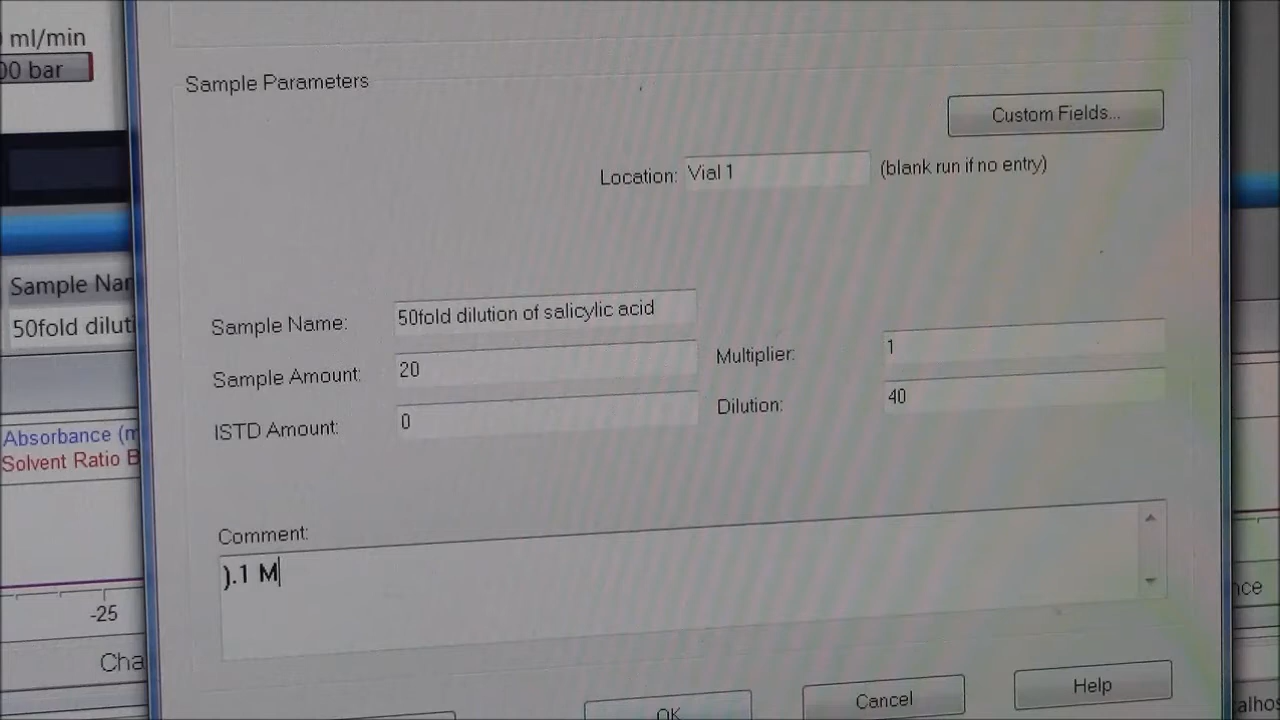 ml/min
00 bar
Sample Parameters
Custom Fields...
Location: Vial 1 (blank run if no entry)
Sample Nar
50fold diluti
Sample Name: 50fold dilution of salicylic acid
Sample Amount: 20
Multiplier: 1
ISTD Amount: 0
Dilution: 40
Absorbance (m
Solvent Ratio B
Comment:
).1 M
-25
Cha
nce
OK
Cancel
Help
alhos